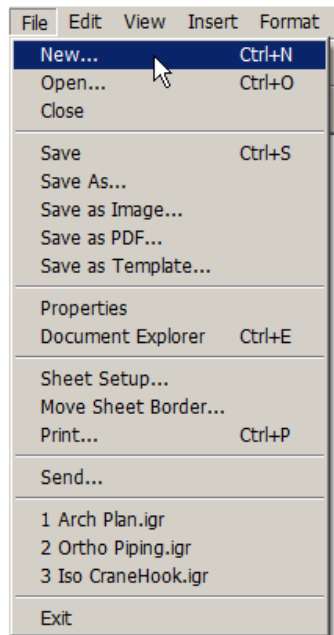 File Edit View Insert Format
New... Ctrl+N
Open... Ctrl+O
Close
Save Ctrl+S
Save As...
Save as Image...
Save as PDF...
Save as Template...
Properties
Document Explorer Ctrl+E
Sheet Setup...
Move Sheet Border...
Print... Ctrl+P
Send...
1 Arch Plan.igr
2 Ortho Piping.igr
3 Iso CraneHook.igr
Exit